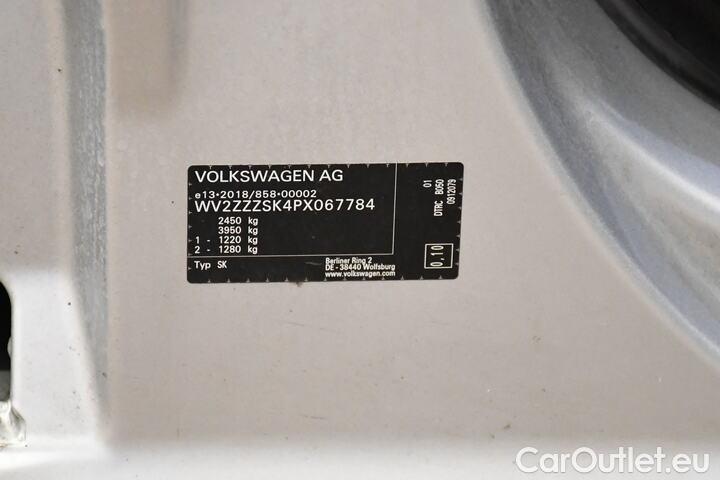 VOLKSWAGEN AG
e13*2018/858*00002
WV2ZZZSK4PX067784
2450 kg
3950 kg
1 - 1220 kg
2 - 1280 kg
Typ SK
Berliner Ring 2
DE - 38440 Wolfsburg
www.volkswagen.com
01
DTRC B050
0912079
0,10
CarOutlet.eu